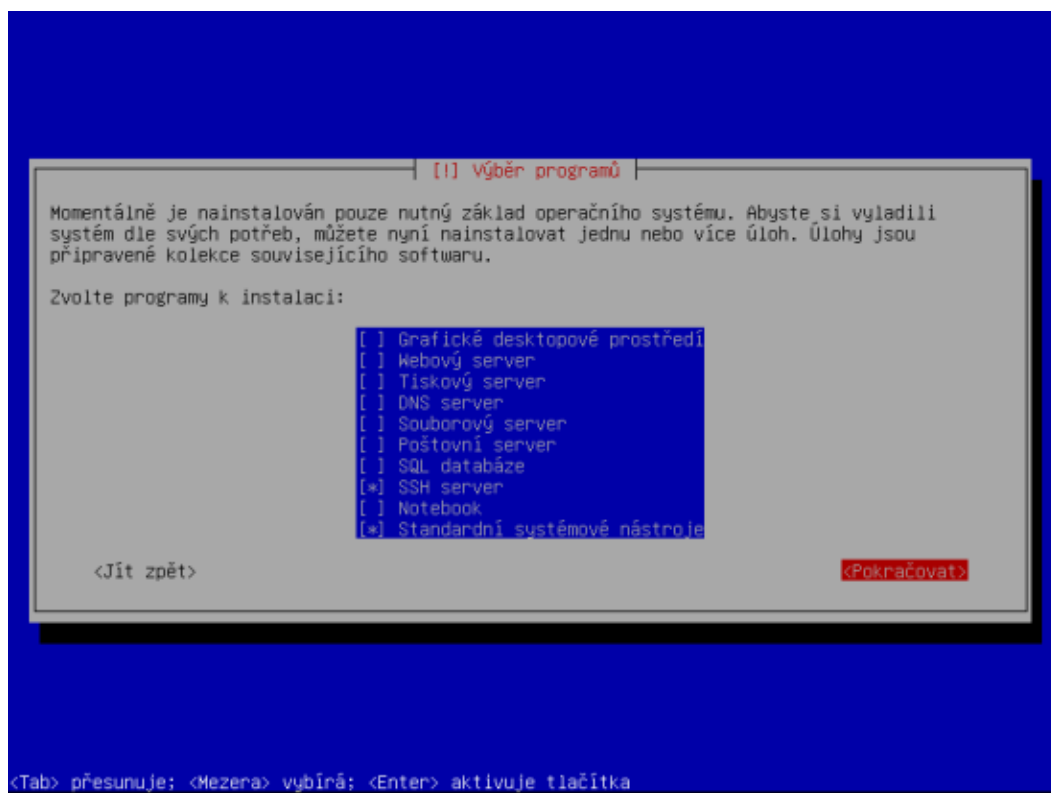 [!] Výběr programů
Momentálně je nainstalován pouze nutný základ operačního systému. Abyste si vyladili
systém dle svých potřeb, můžete nyní nainstalovat jednu nebo více úloh. Úlohy jsou
připravené kolekce souvisejícího softwaru.
Zvolte programy k instalaci:
[ ] Grafické desktopové prostředí
[ ] Webový server
[ ] Tiskový server
[ ] DNS server
[ ] Souborový server
[ ] Poštovní server
[ ] SQL databáze
[*] SSH server
[ ] Notebook
[*] Standardní systémové nástroje
<Jít zpět> <Pokračovat>
<Tab> přesunuje; <Mezera> vybírá; <Enter> aktivuje tlačítka